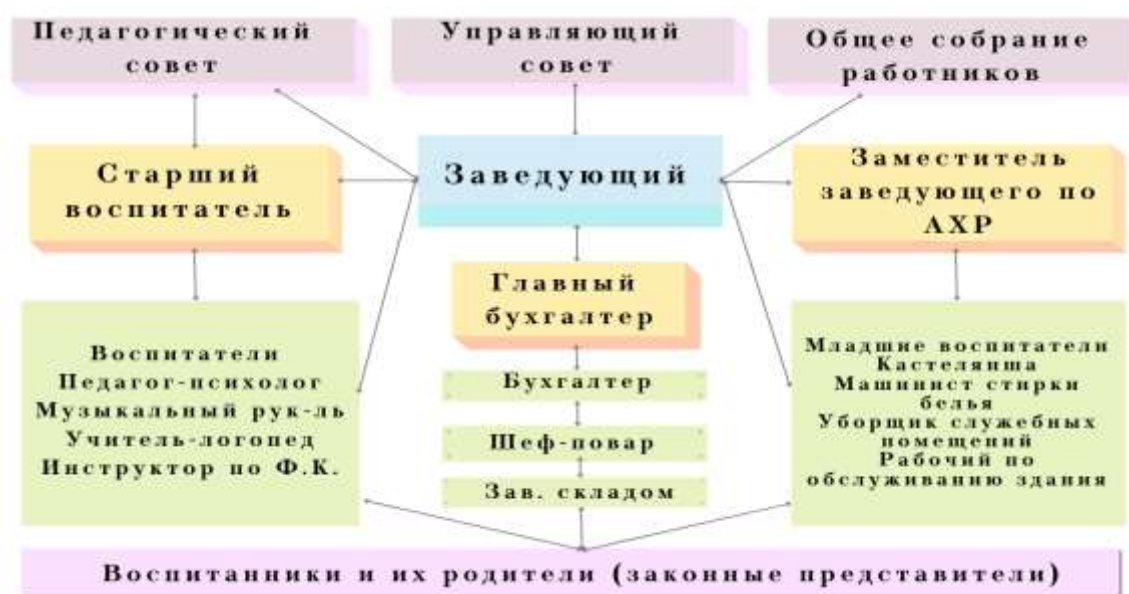 Педагогический
совет
Управляющий
совет
Общее собрание
работников
Старший
воспитатель
Заведующий
Заместитель
заведующего по
АХР
Главный
бухгалтер
Воспитатели
Педагог-психолог
Музыкальный рук-ль
Учитель-логопед
Инструктор по Ф.К.
Бухгалтер
Шеф-повар
Зав. складом
Младшие воспитатели
Кастелянша
Машинист стирки
белья
Уборщик служебных
помещений
Рабочий по
обслуживанию здания
Воспитанники и их родители (законные представители)